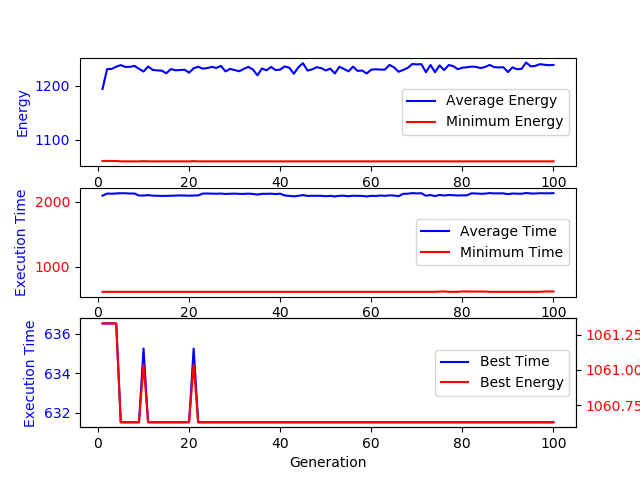 1200
1100
Energy
Average Energy
Minimum Energy
0 20 40 60 80 100
2000
1000
Execution Time
Average Time
Minimum Time
0 20 40 60 80 100
636
634
632
Execution Time
Best Time
Best Energy
1061.25
1061.00
1060.75
0 20 40 60 80 100
Generation